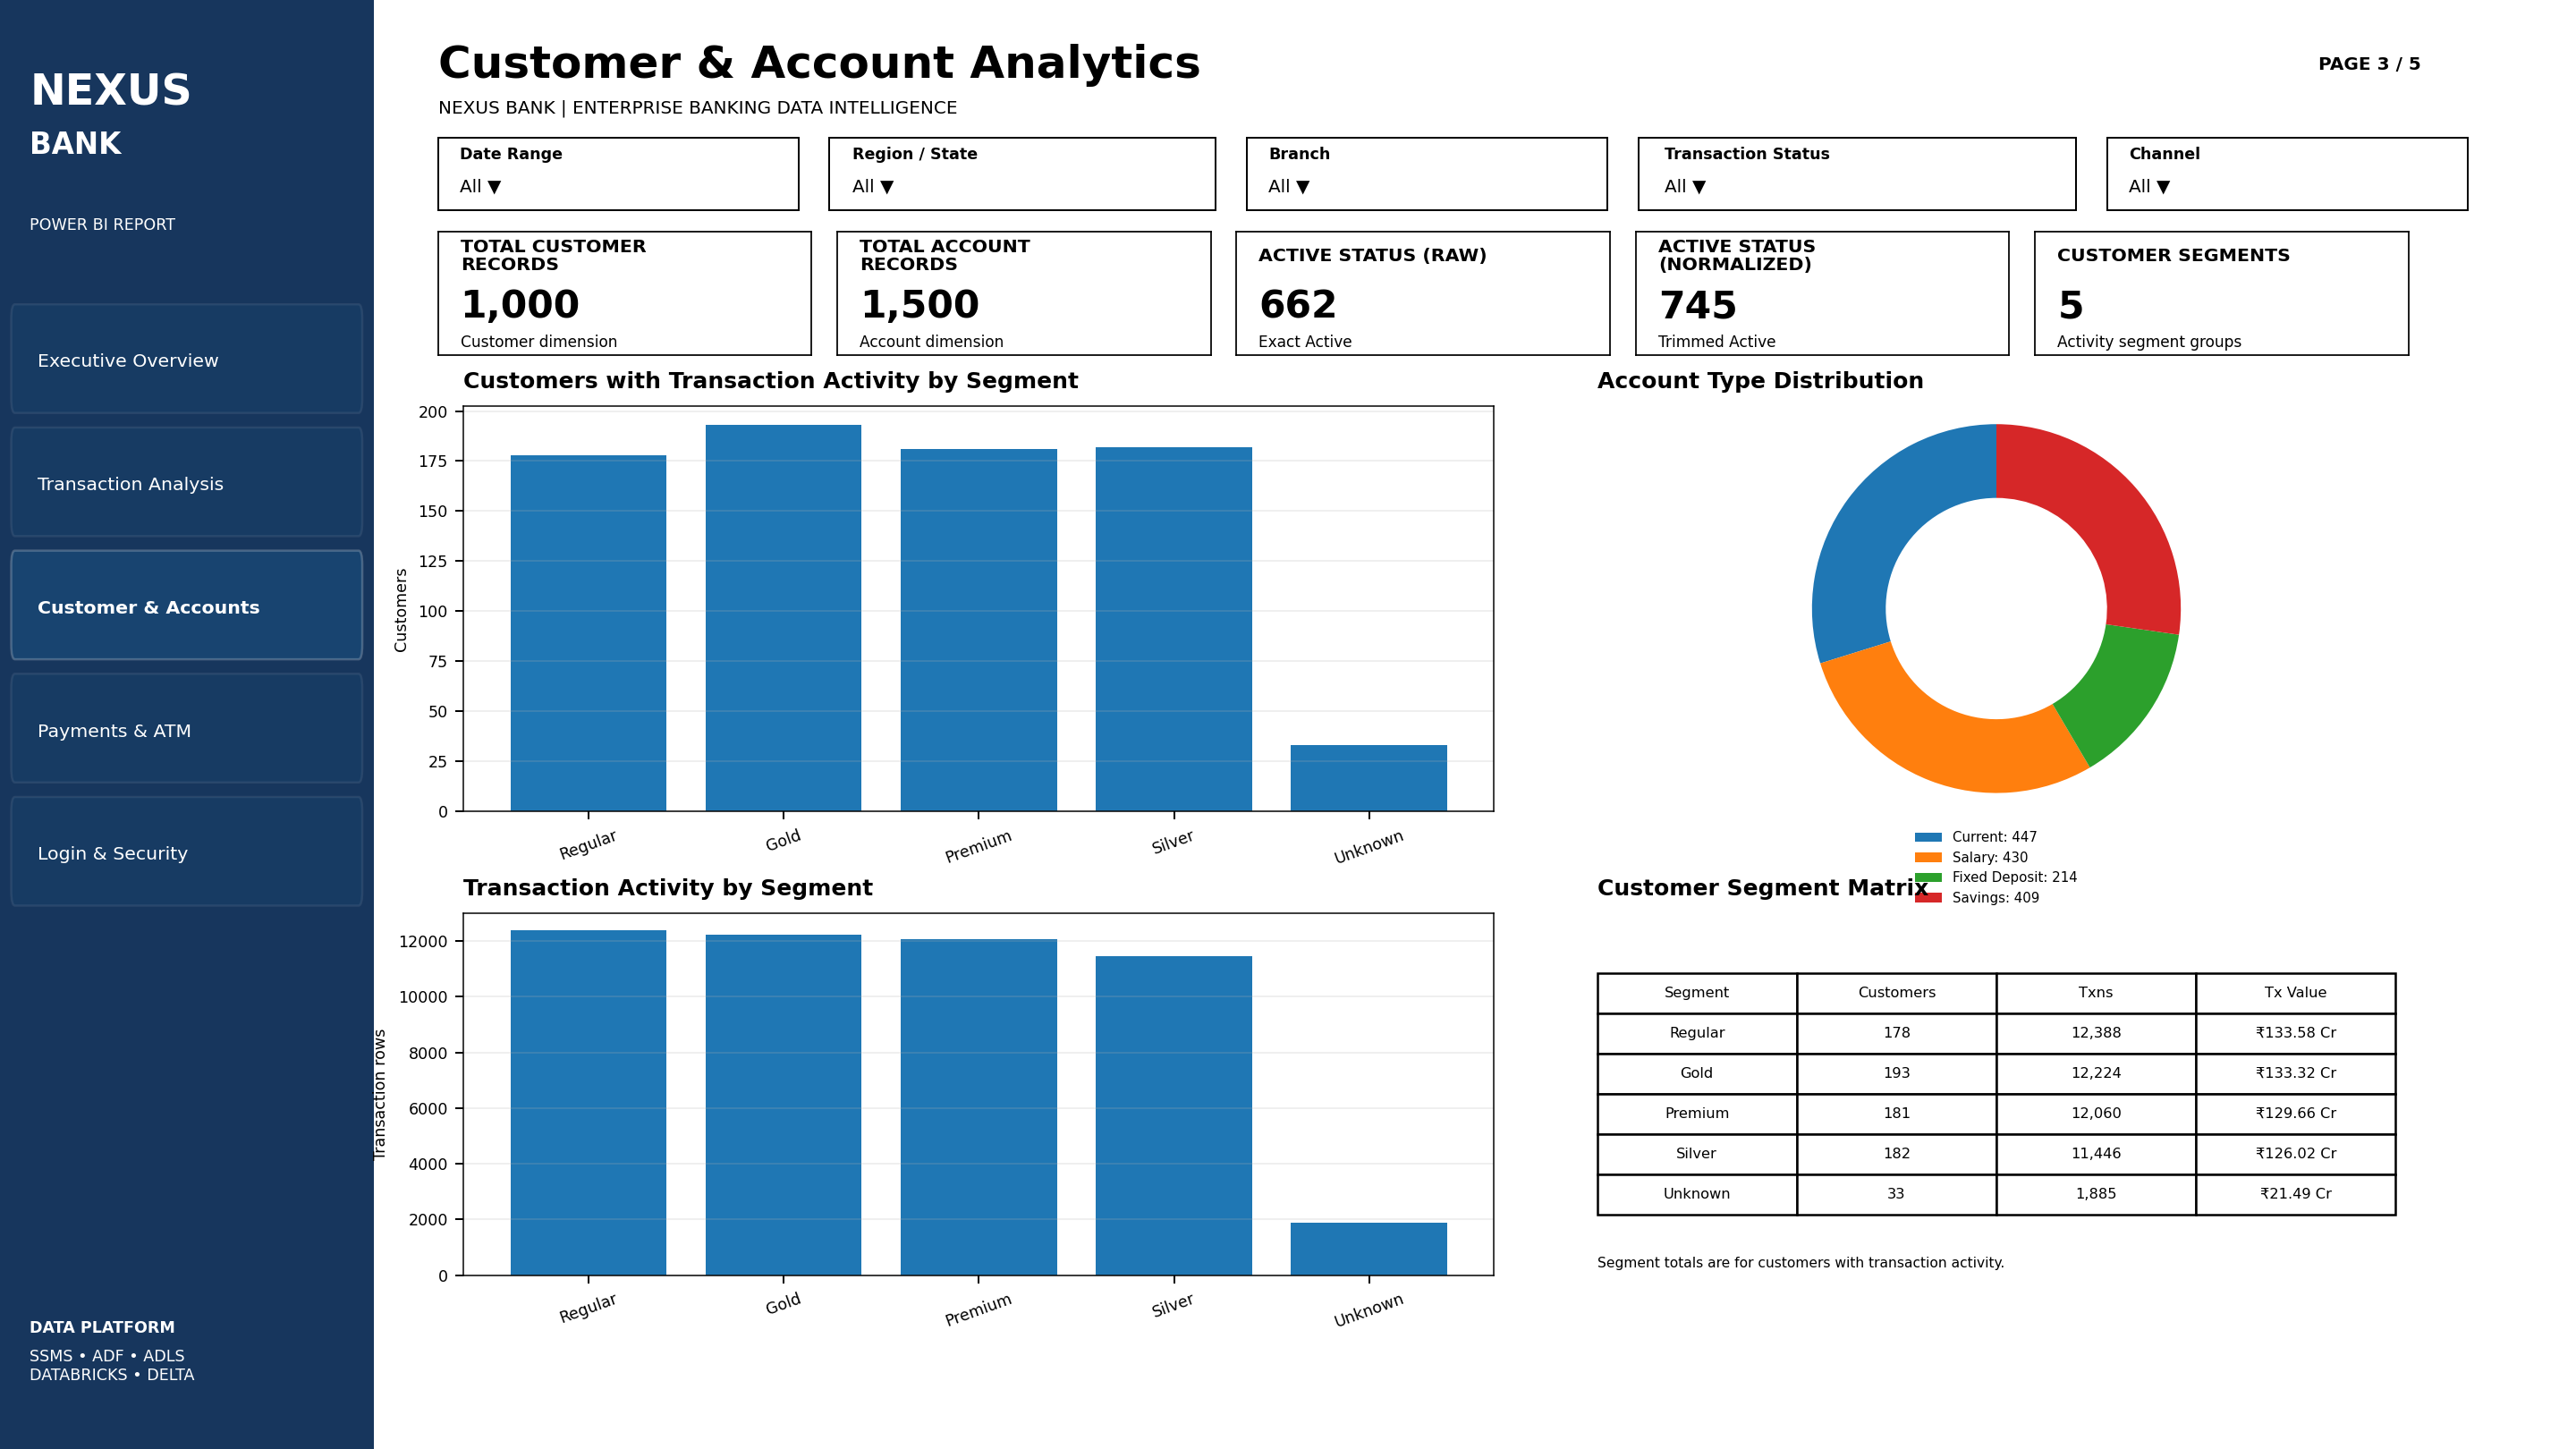 NEXUS
BANK
POWER BI REPORT
Executive Overview
Transaction Analysis
Customer & Accounts
Payments & ATM
Login & Security
DATA PLATFORM
SSMS • ADF • ADLS
DATABRICKS • DELTA
Customer & Account Analytics
PAGE 3 / 5
NEXUS BANK | ENTERPRISE BANKING DATA INTELLIGENCE
Date Range
All ▼
Region / State
All ▼
Branch
All ▼
Transaction Status
All ▼
Channel
All ▼
TOTAL CUSTOMER
RECORDS
1,000
Customer dimension
TOTAL ACCOUNT
RECORDS
1,500
Account dimension
ACTIVE STATUS (RAW)
662
Exact Active
ACTIVE STATUS
(NORMALIZED)
745
Trimmed Active
CUSTOMER SEGMENTS
5
Activity segment groups
Customers with Transaction Activity by Segment
Customers
200
175
150
125
100
75
50
25
0
Regular Gold Premium Silver Unknown
Account Type Distribution
Current: 447
Salary: 430
Fixed Deposit: 214
Savings: 409
Transaction Activity by Segment
Transaction rows
12000
10000
8000
6000
4000
2000
0
Regular Gold Premium Silver Unknown
Customer Segment Matrix
Segment Customers Txns Tx Value
Regular 178 12,388 ₹133.58 Cr
Gold 193 12,224 ₹133.32 Cr
Premium 181 12,060 ₹129.66 Cr
Silver 182 11,446 ₹126.02 Cr
Unknown 33 1,885 ₹21.49 Cr
Segment totals are for customers with transaction activity.